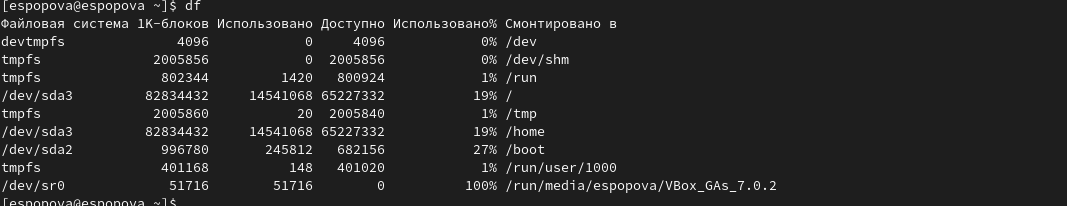 [espopova@espopova ~]$ df
Файловая система 1K-блоков Использовано Доступно Использовано% Смонтировано в
devtmpfs 4096 0 4096 0% /dev
tmpfs 2005856 0 2005856 0% /dev/shm
tmpfs 802344 1420 800924 1% /run
/dev/sda3 82834432 14541068 65227332 19% /
tmpfs 2005860 20 2005840 1% /tmp
/dev/sda3 82834432 14541068 65227332 19% /home
/dev/sda2 996780 245812 682156 27% /boot
tmpfs 401168 148 401020 1% /run/user/1000
/dev/sr0 51716 51716 0 100% /run/media/espopova/VBox_GAs_7.0.2
[espopova@espopova ~]$